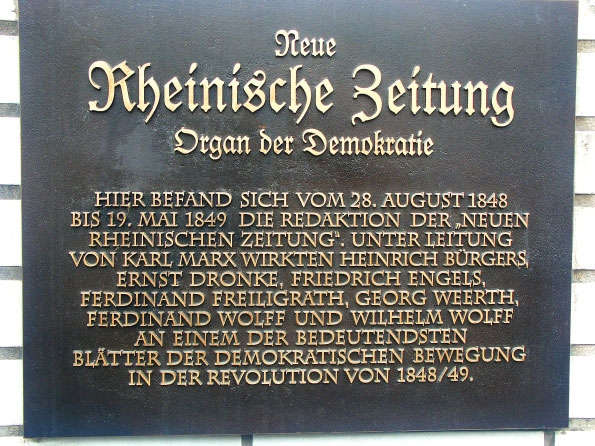 Neue
Rheinische Zeitung
Organ der Demokratie
HIER BEFAND SICH VOM 28. AUGUST 1848
BIS 19. MAI 1849 DIE REDAKTION DER „NEUEN
RHEINISCHEN ZEITUNG“. UNTER LEITUNG
VON KARL MARX WIRKTEN HEINRICH BÜRGERS,
ERNST DRONKE, FRIEDRICH ENGELS,
FERDINAND FREILIGRATH, GEORG WEERTH,
FERDINAND WOLFF UND WILHELM WOLFF
AN EINEM DER BEDEUTENDSTEN
BLÄTTER DER DEMOKRATISCHEN BEWEGUNG
IN DER REVOLUTION VON 1848/49.